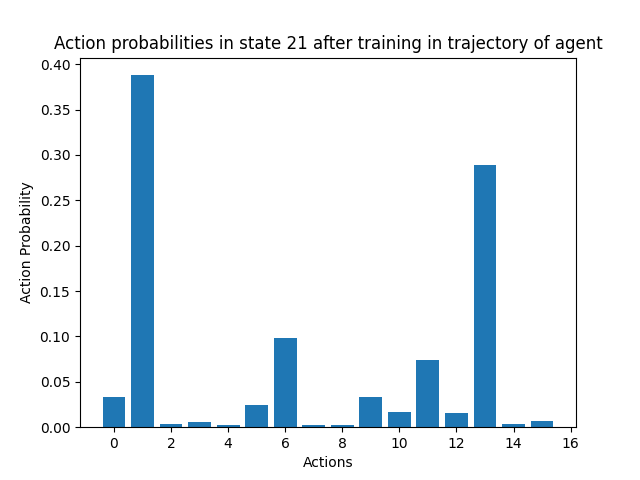 Action probabilities in state 21 after training in trajectory of agent
0.40
0.35
0.30
0.25
0.20
0.15
0.10
0.05
0.00
Action Probability
0 2 4 6 8 10 12 14 16
Actions